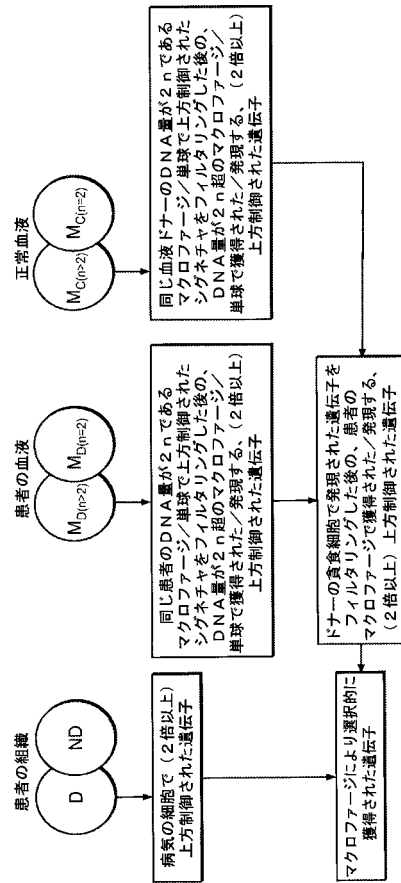 患者の組織
D
ND
病気の細胞で(2倍以上)
上方制御された遺伝子
マクロファージにより選択的に
獲得された遺伝子
患者の血液
MD(n>2)
MD(n=2)
同じ患者のDNA量が2nである
マクロファージ/単球で上方制御された
シグネチャをフィルタリングした後の、
DNA量が2n超のマクロファージ/
単球で獲得された/発現する、(2倍以上)
上方制御された遺伝子
ドナーの貪食細胞で発現された遺伝子を
フィルタリングした後の、患者の
マクロファージで獲得された/発現する、
(2倍以上)上方制御された遺伝子
正常血液
MC(n>2)
MC(n=2)
同じ血液ドナーのDNA量が2nである
マクロファージ/単球で上方制御された
シグネチャをフィルタリングした後の、
DNA量が2n超のマクロファージ/
単球で獲得された/発現する、(2倍以上)
上方制御された遺伝子